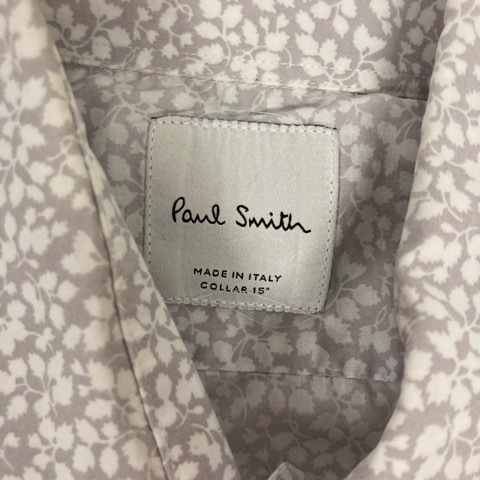 Paul Smith
MADE IN ITALY
COLLAR 15"